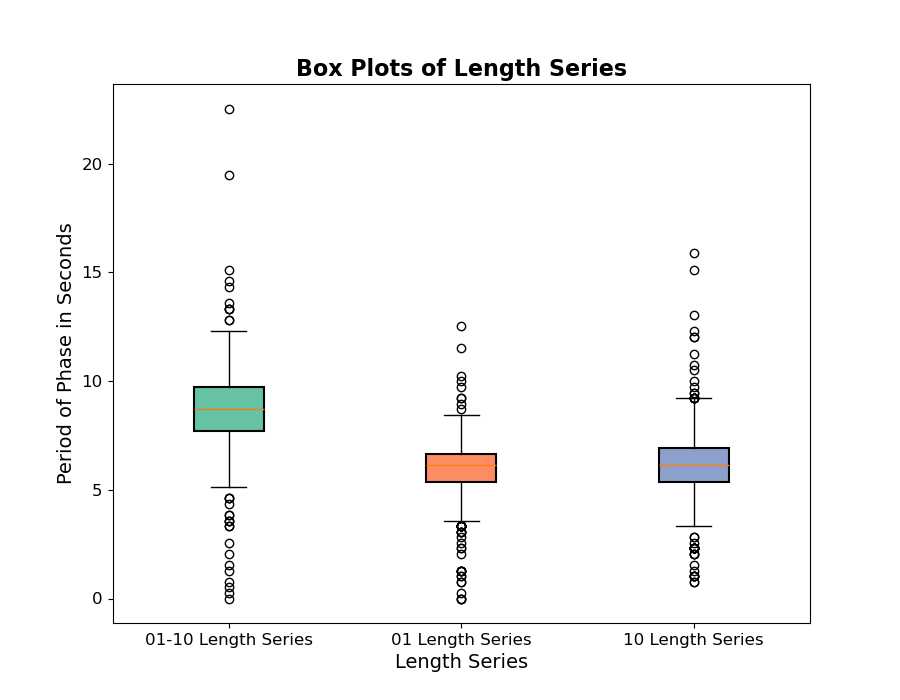 Box Plots of Length Series
Period of Phase in Seconds
20
15
10
5
0
01-10 Length Series
01 Length Series
10 Length Series
Length Series